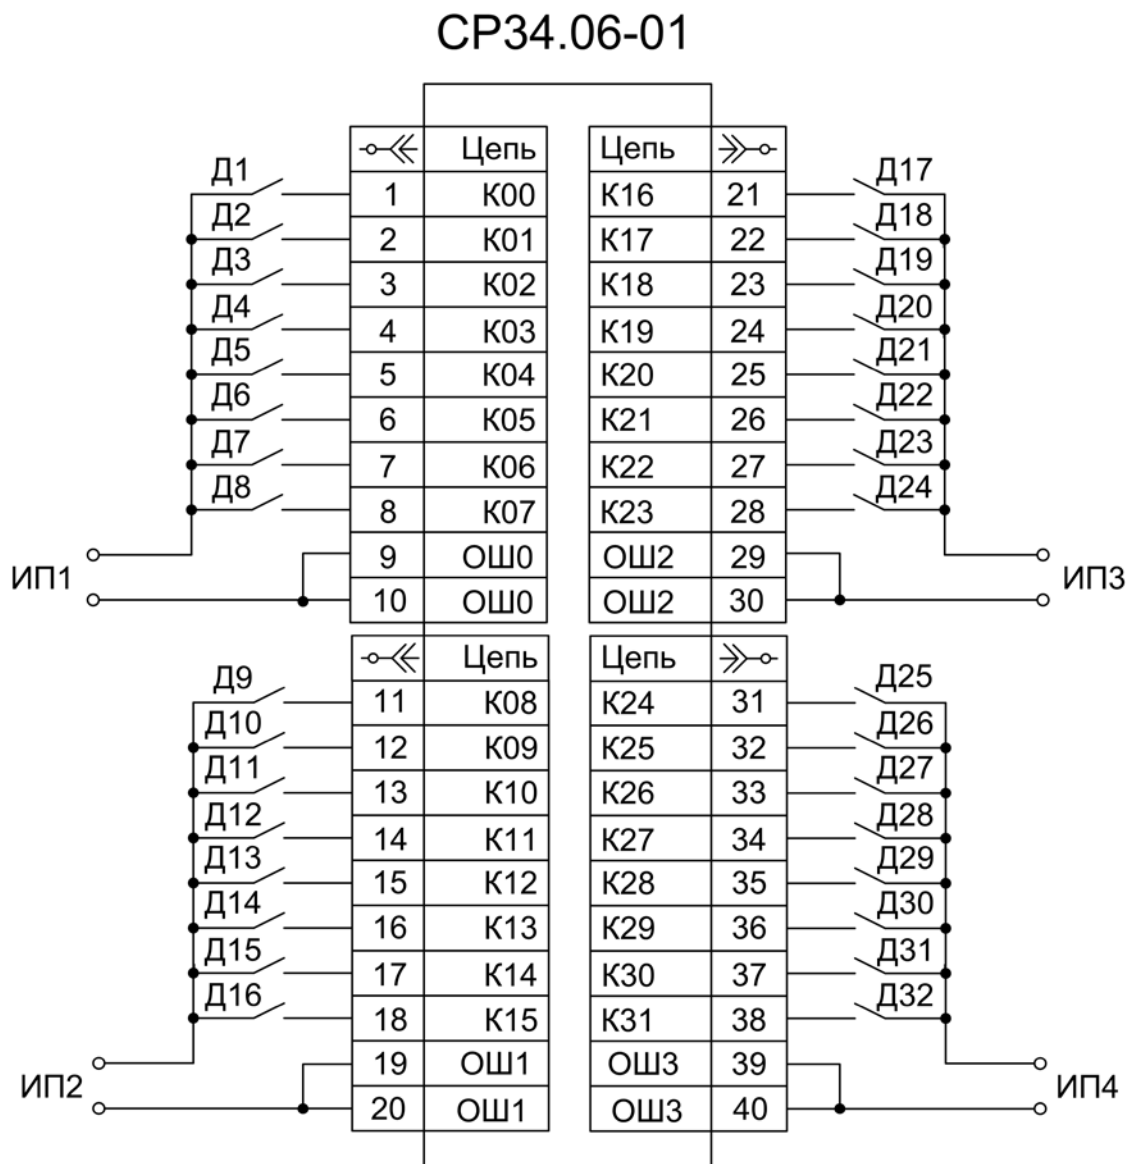 СР34.06-01
Цепь Цепь
Д1 1 К00 К16 21 Д17
Д2 2 К01 К17 22 Д18
Д3 3 К02 К18 23 Д19
Д4 4 К03 К19 24 Д20
Д5 5 К04 К20 25 Д21
Д6 6 К05 К21 26 Д22
Д7 7 К06 К22 27 Д23
Д8 8 К07 К23 28 Д24
9 ОШ0 ОШ2 29
ИП1 ИП3
10 ОШ0 ОШ2 30
Цепь Цепь
Д9 11 К08 К24 31 Д25
Д10 12 К09 К25 32 Д26
Д11 13 К10 К26 33 Д27
Д12 14 К11 К27 34 Д28
Д13 15 К12 К28 35 Д29
Д14 16 К13 К29 36 Д30
Д15 17 К14 К30 37 Д31
Д16 18 К15 К31 38 Д32
19 ОШ1 ОШ3 39
ИП2 ИП4
20 ОШ1 ОШ3 40